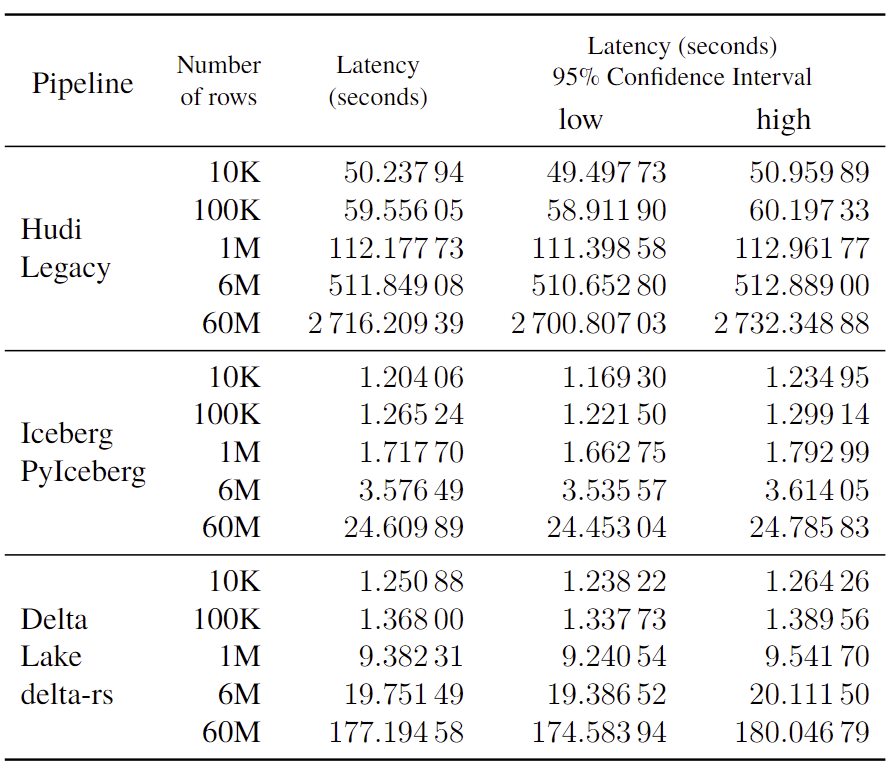 Pipeline Number of rows Latency (seconds) Latency (seconds) 95% Confidence Interval
low high
Hudi Legacy
10K 50.237 94 49.497 73 50.959 89
100K 59.556 05 58.911 90 60.197 33
1M 112.177 73 111.398 58 112.961 77
6M 511.849 08 510.652 80 512.889 00
60M 2 716.209 39 2 700.807 03 2 732.348 88
Iceberg PyIceberg
10K 1.204 06 1.169 30 1.234 95
100K 1.265 24 1.221 50 1.299 14
1M 1.717 70 1.662 75 1.792 99
6M 3.576 49 3.535 57 3.614 05
60M 24.609 89 24.453 04 24.785 83
Delta Lake delta-rs
10K 1.250 88 1.238 22 1.264 26
100K 1.368 00 1.337 73 1.389 56
1M 9.382 31 9.240 54 9.541 70
6M 19.751 49 19.386 52 20.111 50
60M 177.194 58 174.583 94 180.046 79